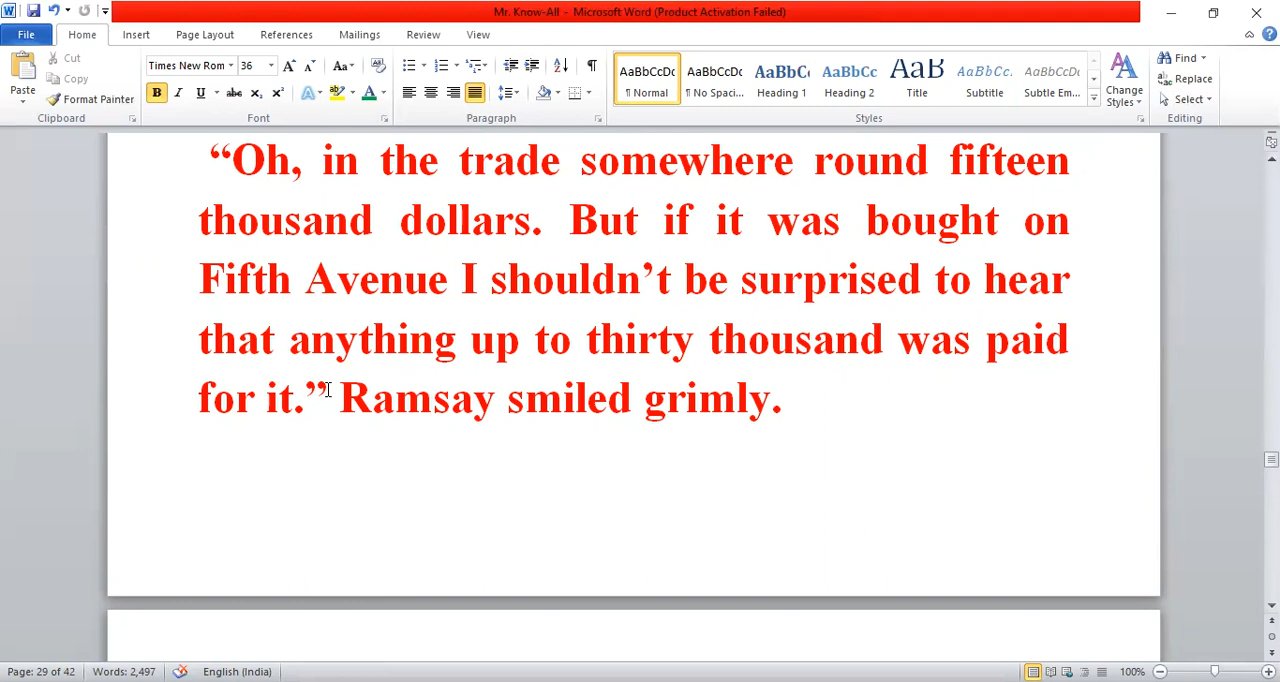 Mr. Know-All - Microsoft Word (Product Activation Failed)
File Home Insert Page Layout References Mailings Review View
Paste
Cut
Copy
Format Painter
Clipboard
Times New Rom 36
Font
Paragraph
AaBbCcDc AaBbCcDc AaBbC AaBbCc AaB AaBbCc. AaBbCcDc
¶ Normal ¶ No Spaci... Heading 1 Heading 2 Title Subtitle Subtle Em...
Change Styles
Styles
Find
Replace
Select
Editing
“Oh, in the trade somewhere round fifteen
thousand dollars. But if it was bought on
Fifth Avenue I shouldn’t be surprised to hear
that anything up to thirty thousand was paid
for it.” Ramsay smiled grimly.
Page: 29 of 42 Words: 2,497 English (India) 100%